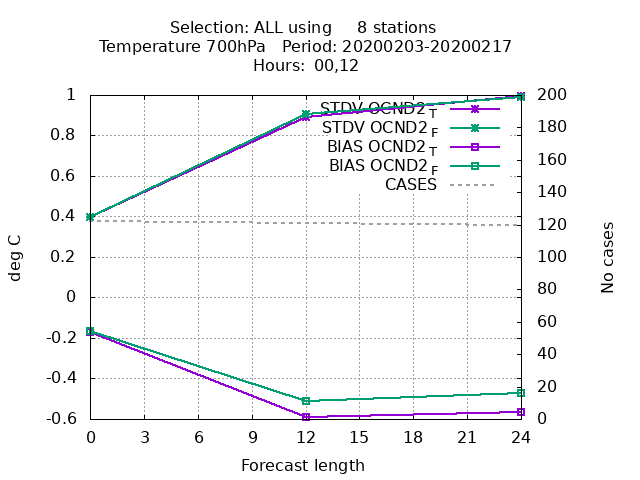 Selection: ALL using     8 stations
Temperature 700hPa   Period: 20200203-20200217
Hours:  00,12
STDV OCND2 T
STDV OCND2 F
BIAS OCND2 T
BIAS OCND2 F
CASES
1
0.8
0.6
0.4
0.2
0
-0.2
-0.4
-0.6
deg C
200
180
160
140
120
100
80
60
40
20
0
No cases
0 3 6 9 12 15 18 21 24
Forecast length